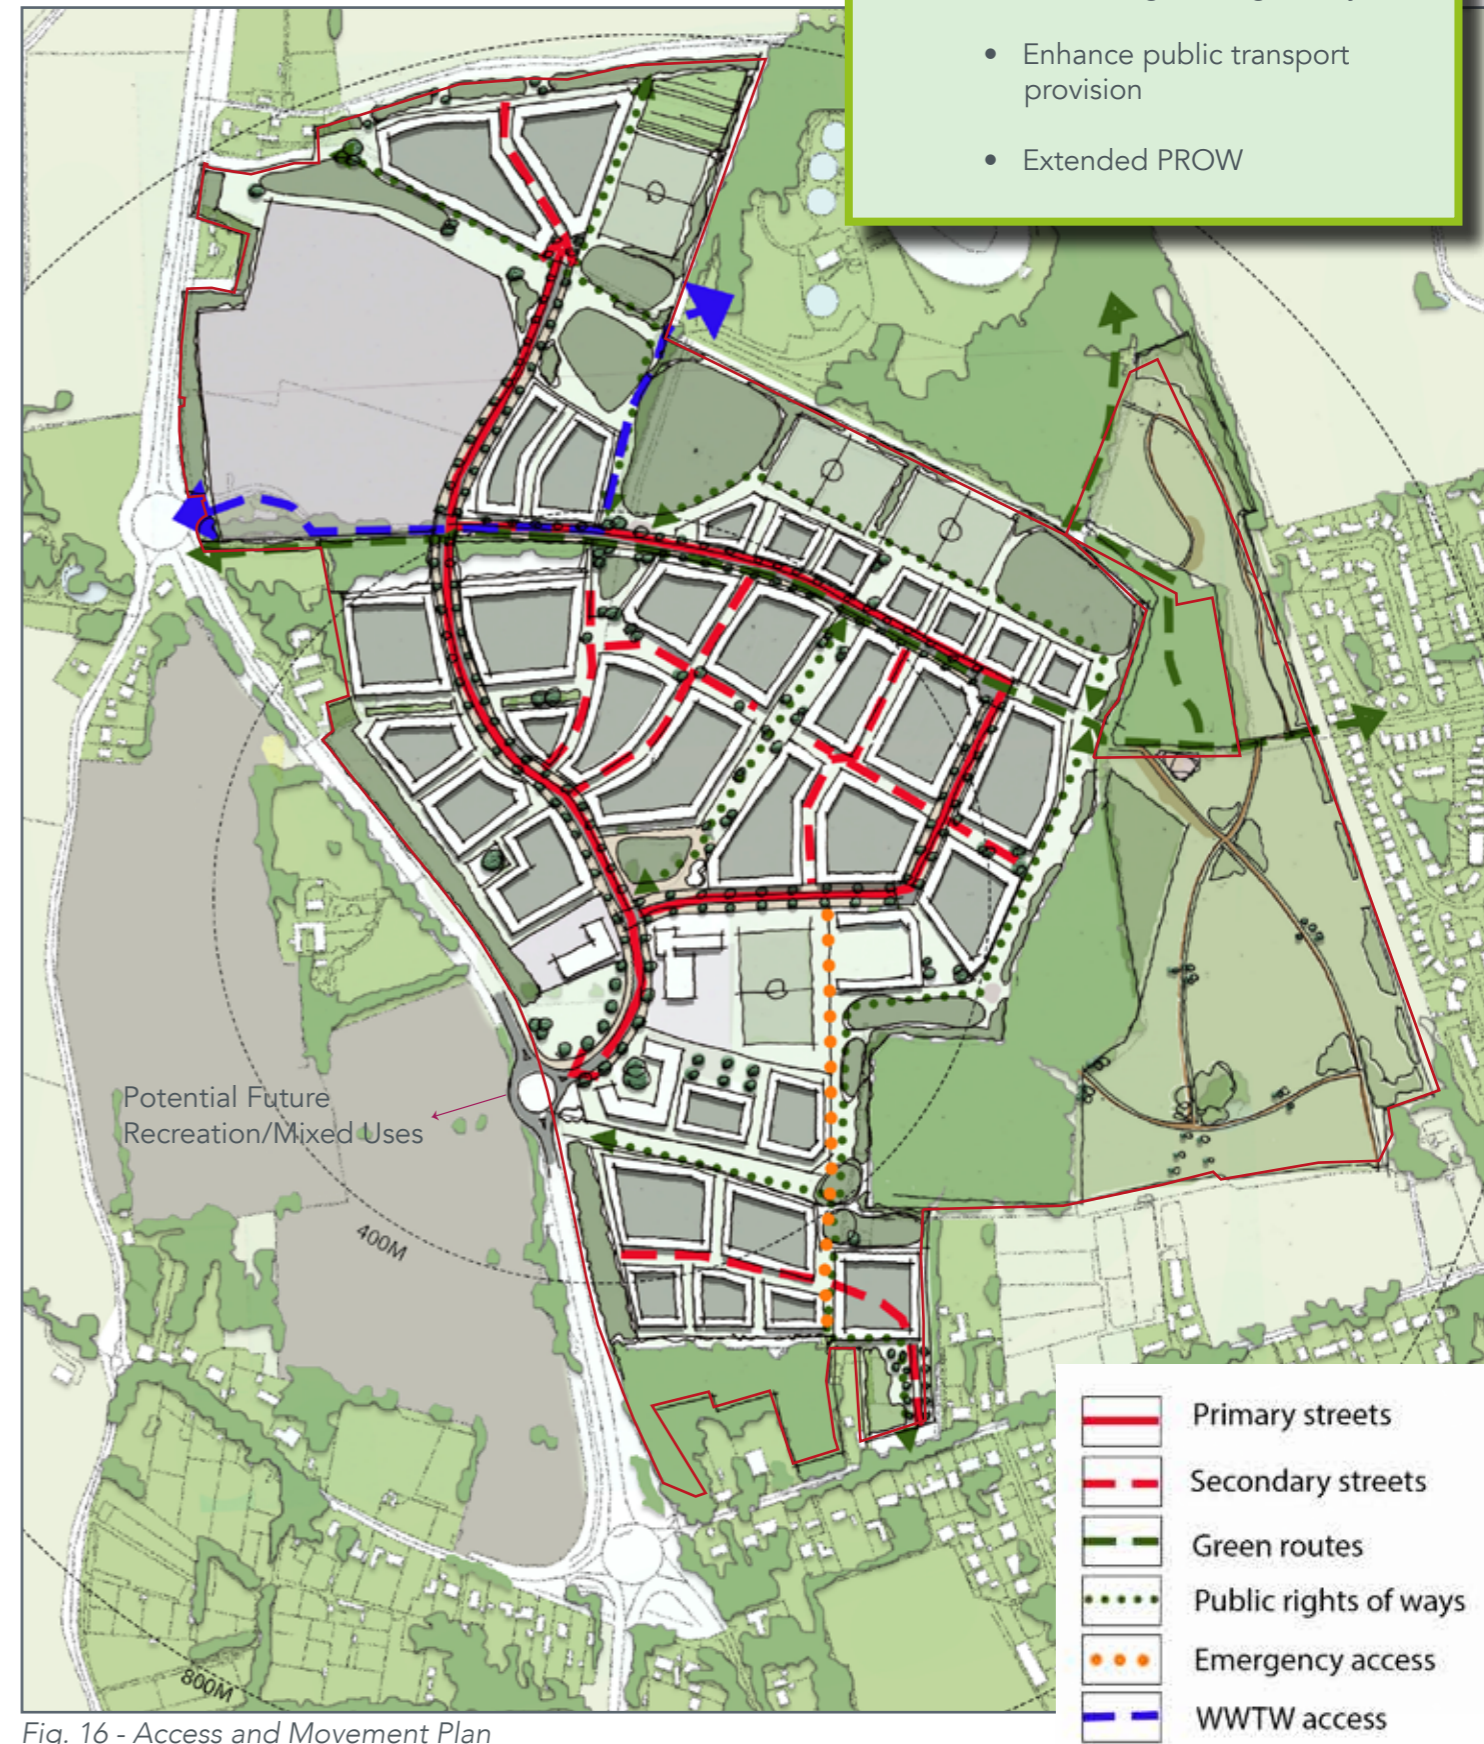 • Enhance public transport
provision
• Extended PROW
Potential Future
Recreation/Mixed Uses
400M
800M
Primary streets
Secondary streets
Green routes
Public rights of ways
Emergency access
WWTW access
Fig. 16 - Access and Movement Plan